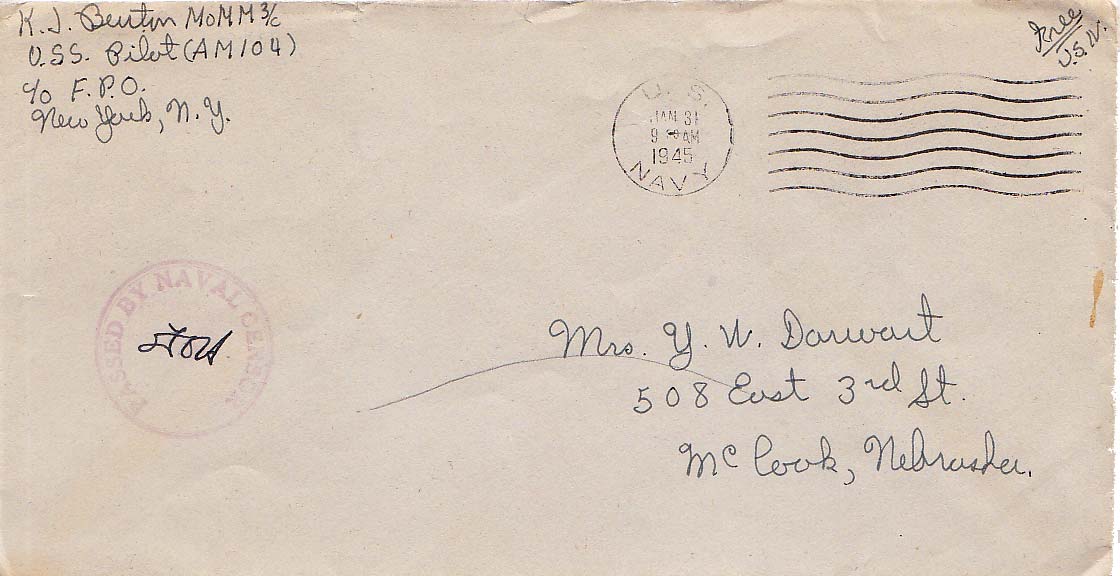 K. J. Benton MoMM 3/c
U.S.S. Pilot (AM104)
c/o F.P.O.
New York, N.Y.
Free
U.S.N.
U. S.
JAN 31
9 AM
1945
NAVY
PASSED BY NAVAL CENSOR
Mrs. Y. W. Darwart
508 East 3rd St.
McCook, Nebraska.